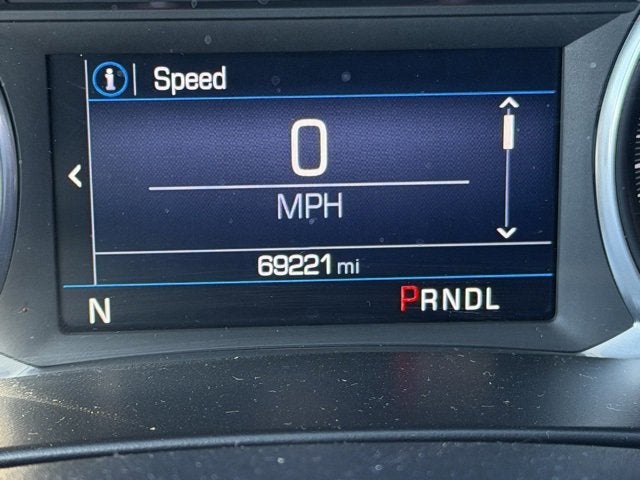 i Speed
0
MPH
69221 mi
N PRNDL